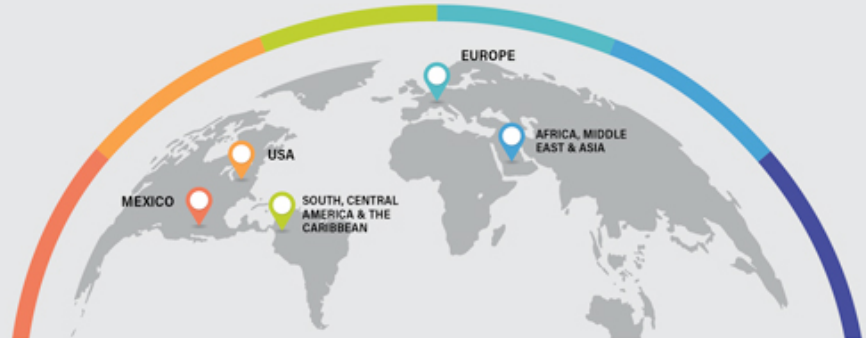 EUROPE
AFRICA, MIDDLE
EAST & ASIA
USA
MEXICO
SOUTH, CENTRAL
AMERICA & THE
CARIBBEAN